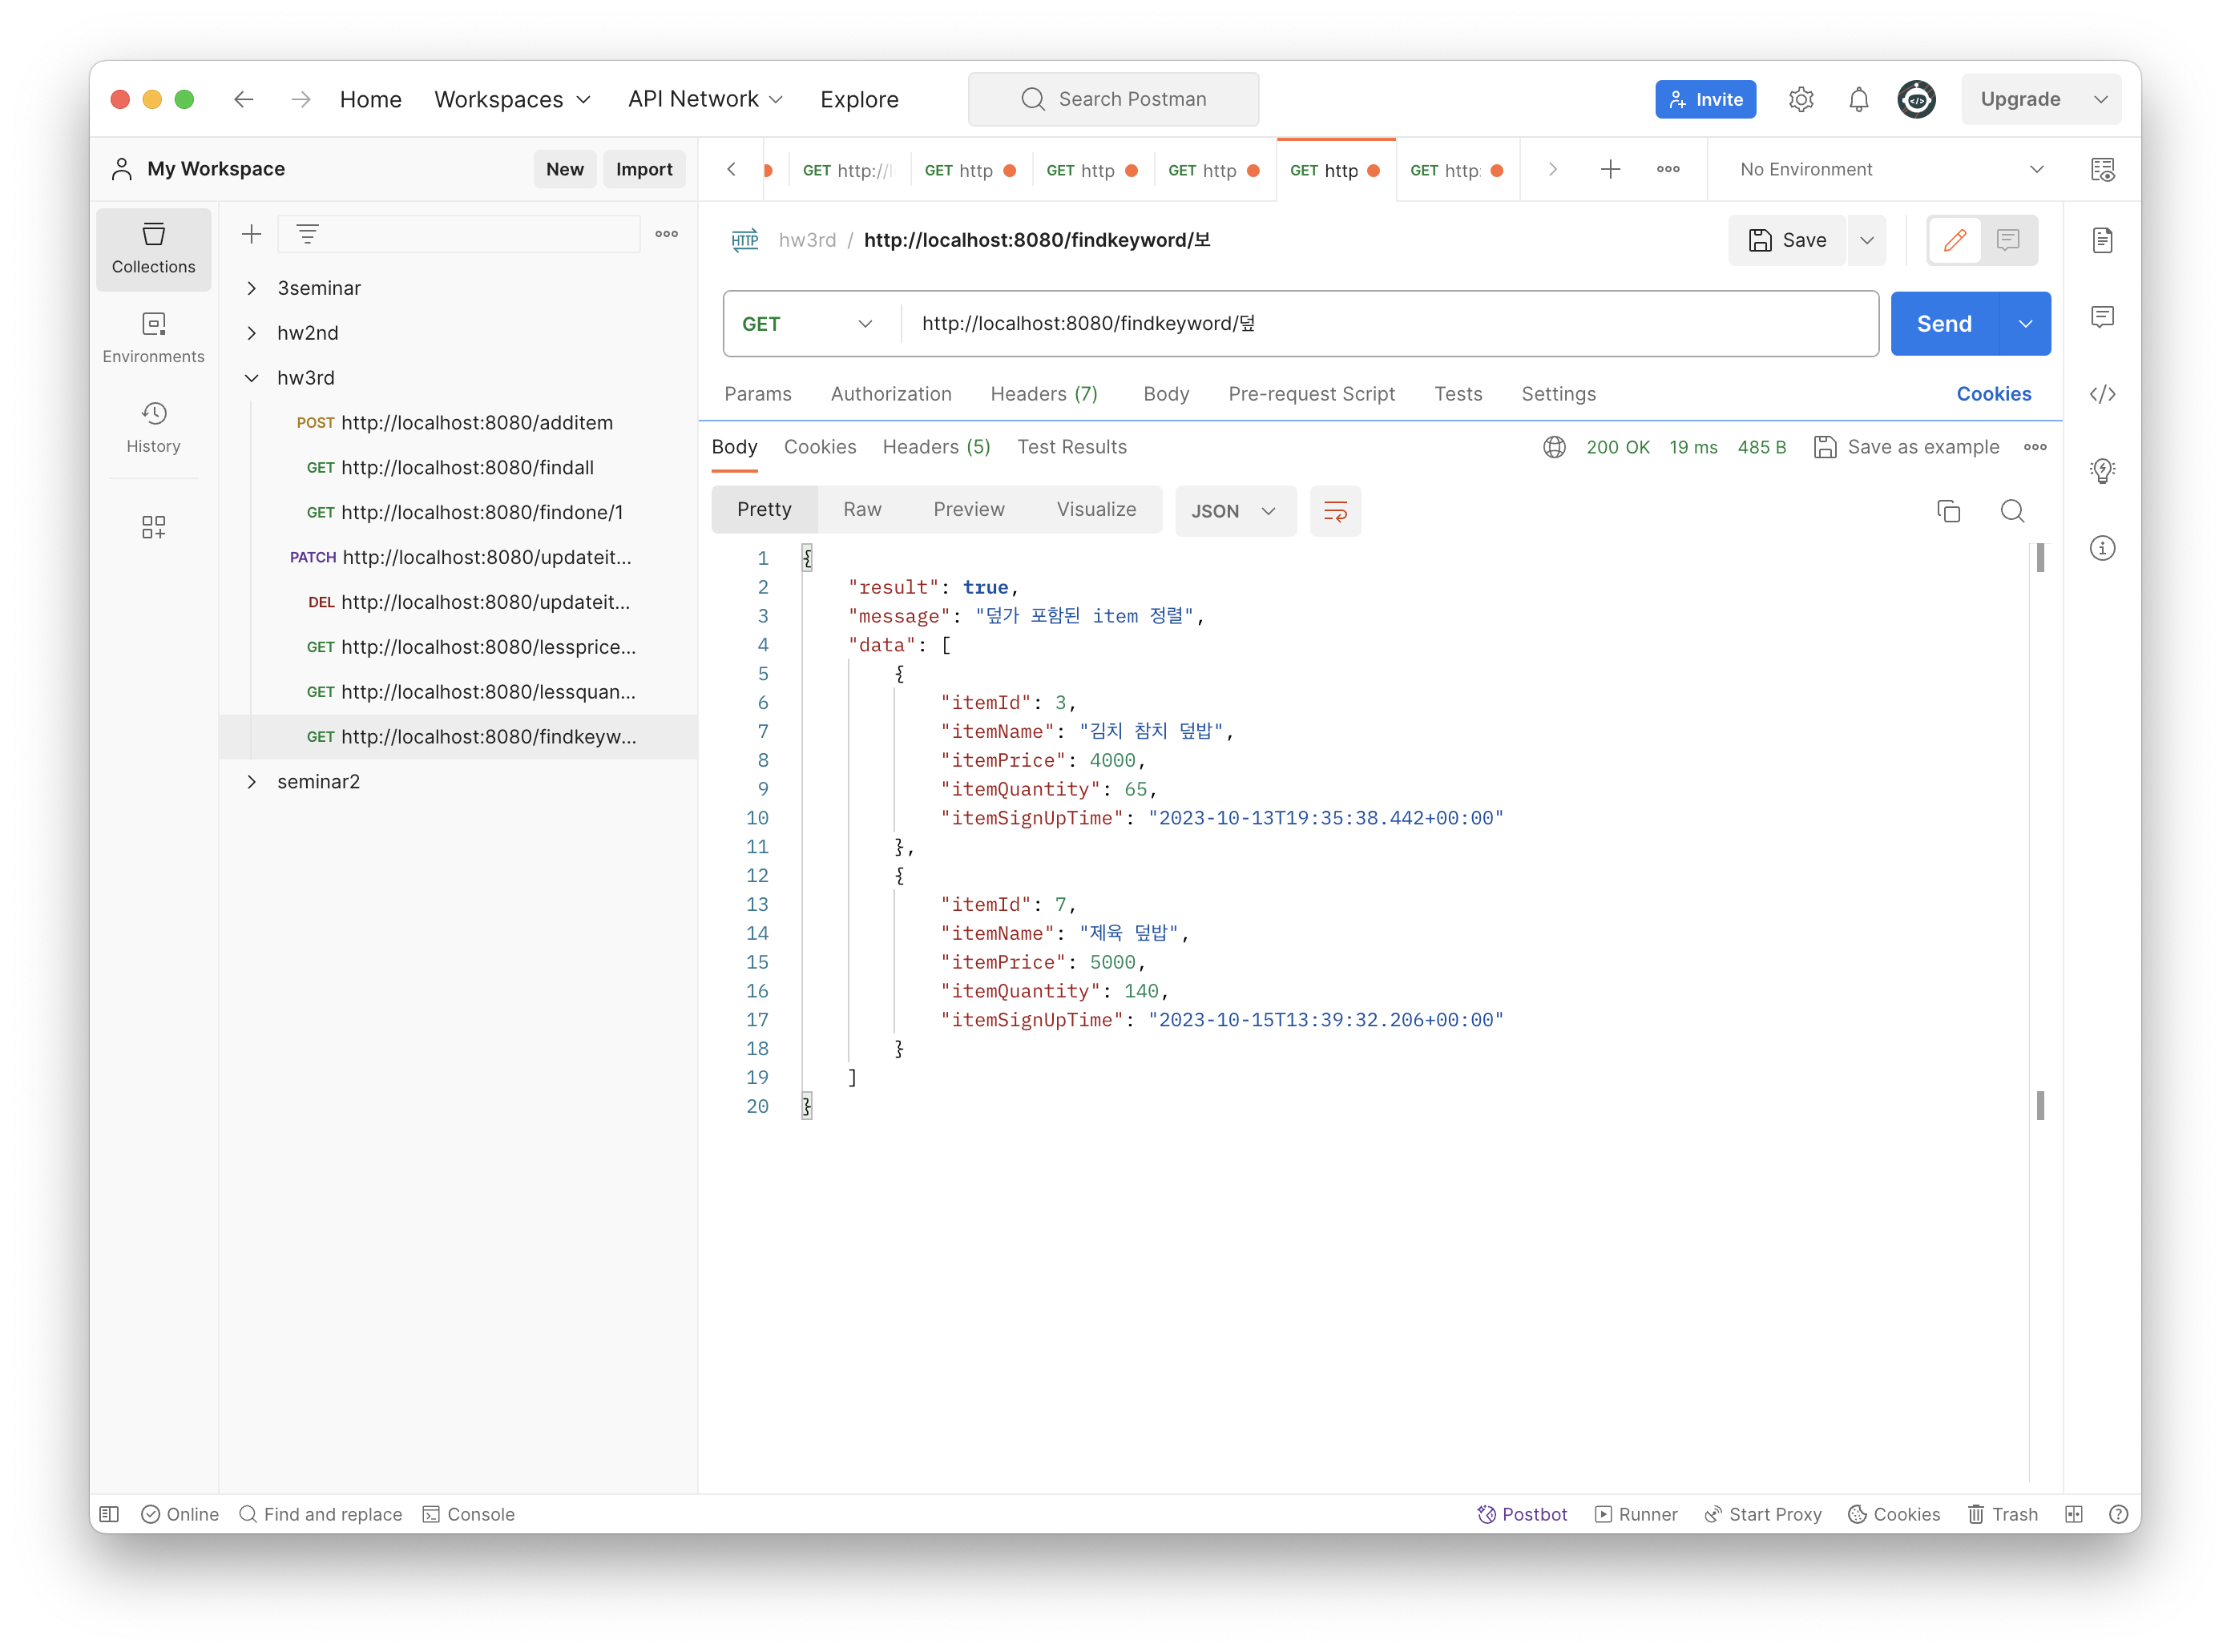 Home Workspaces API Network Explore Search Postman Invite Upgrade
My Workspace New Import
GET http:// GET http GET http GET http GET http GET http: No Environment
Collections
Environments
History
3seminar
hw2nd
hw3rd
POST http://localhost:8080/additem
GET http://localhost:8080/findall
GET http://localhost:8080/findone/1
PATCH http://localhost:8080/updateit...
DEL http://localhost:8080/updateit...
GET http://localhost:8080/lessprice...
GET http://localhost:8080/lessquan...
GET http://localhost:8080/findkeyw...
seminar2
HTTP hw3rd / http://localhost:8080/findkeyword/보 Save
GET http://localhost:8080/findkeyword/덮 Send
Params Authorization Headers (7) Body Pre-request Script Tests Settings Cookies
Body Cookies Headers (5) Test Results 200 OK 19 ms 485 B Save as example
Pretty Raw Preview Visualize JSON
1 {
2 "result": true,
3 "message": "덮가 포함된 item 정렬",
4 "data": [
5 {
6 "itemId": 3,
7 "itemName": "김치 참치 덮밥",
8 "itemPrice": 4000,
9 "itemQuantity": 65,
10 "itemSignUpTime": "2023-10-13T19:35:38.442+00:00"
11 },
12 {
13 "itemId": 7,
14 "itemName": "제육 덮밥",
15 "itemPrice": 5000,
16 "itemQuantity": 140,
17 "itemSignUpTime": "2023-10-15T13:39:32.206+00:00"
18 }
19 ]
20 }
Online Find and replace Console Postbot Runner Start Proxy Cookies Trash